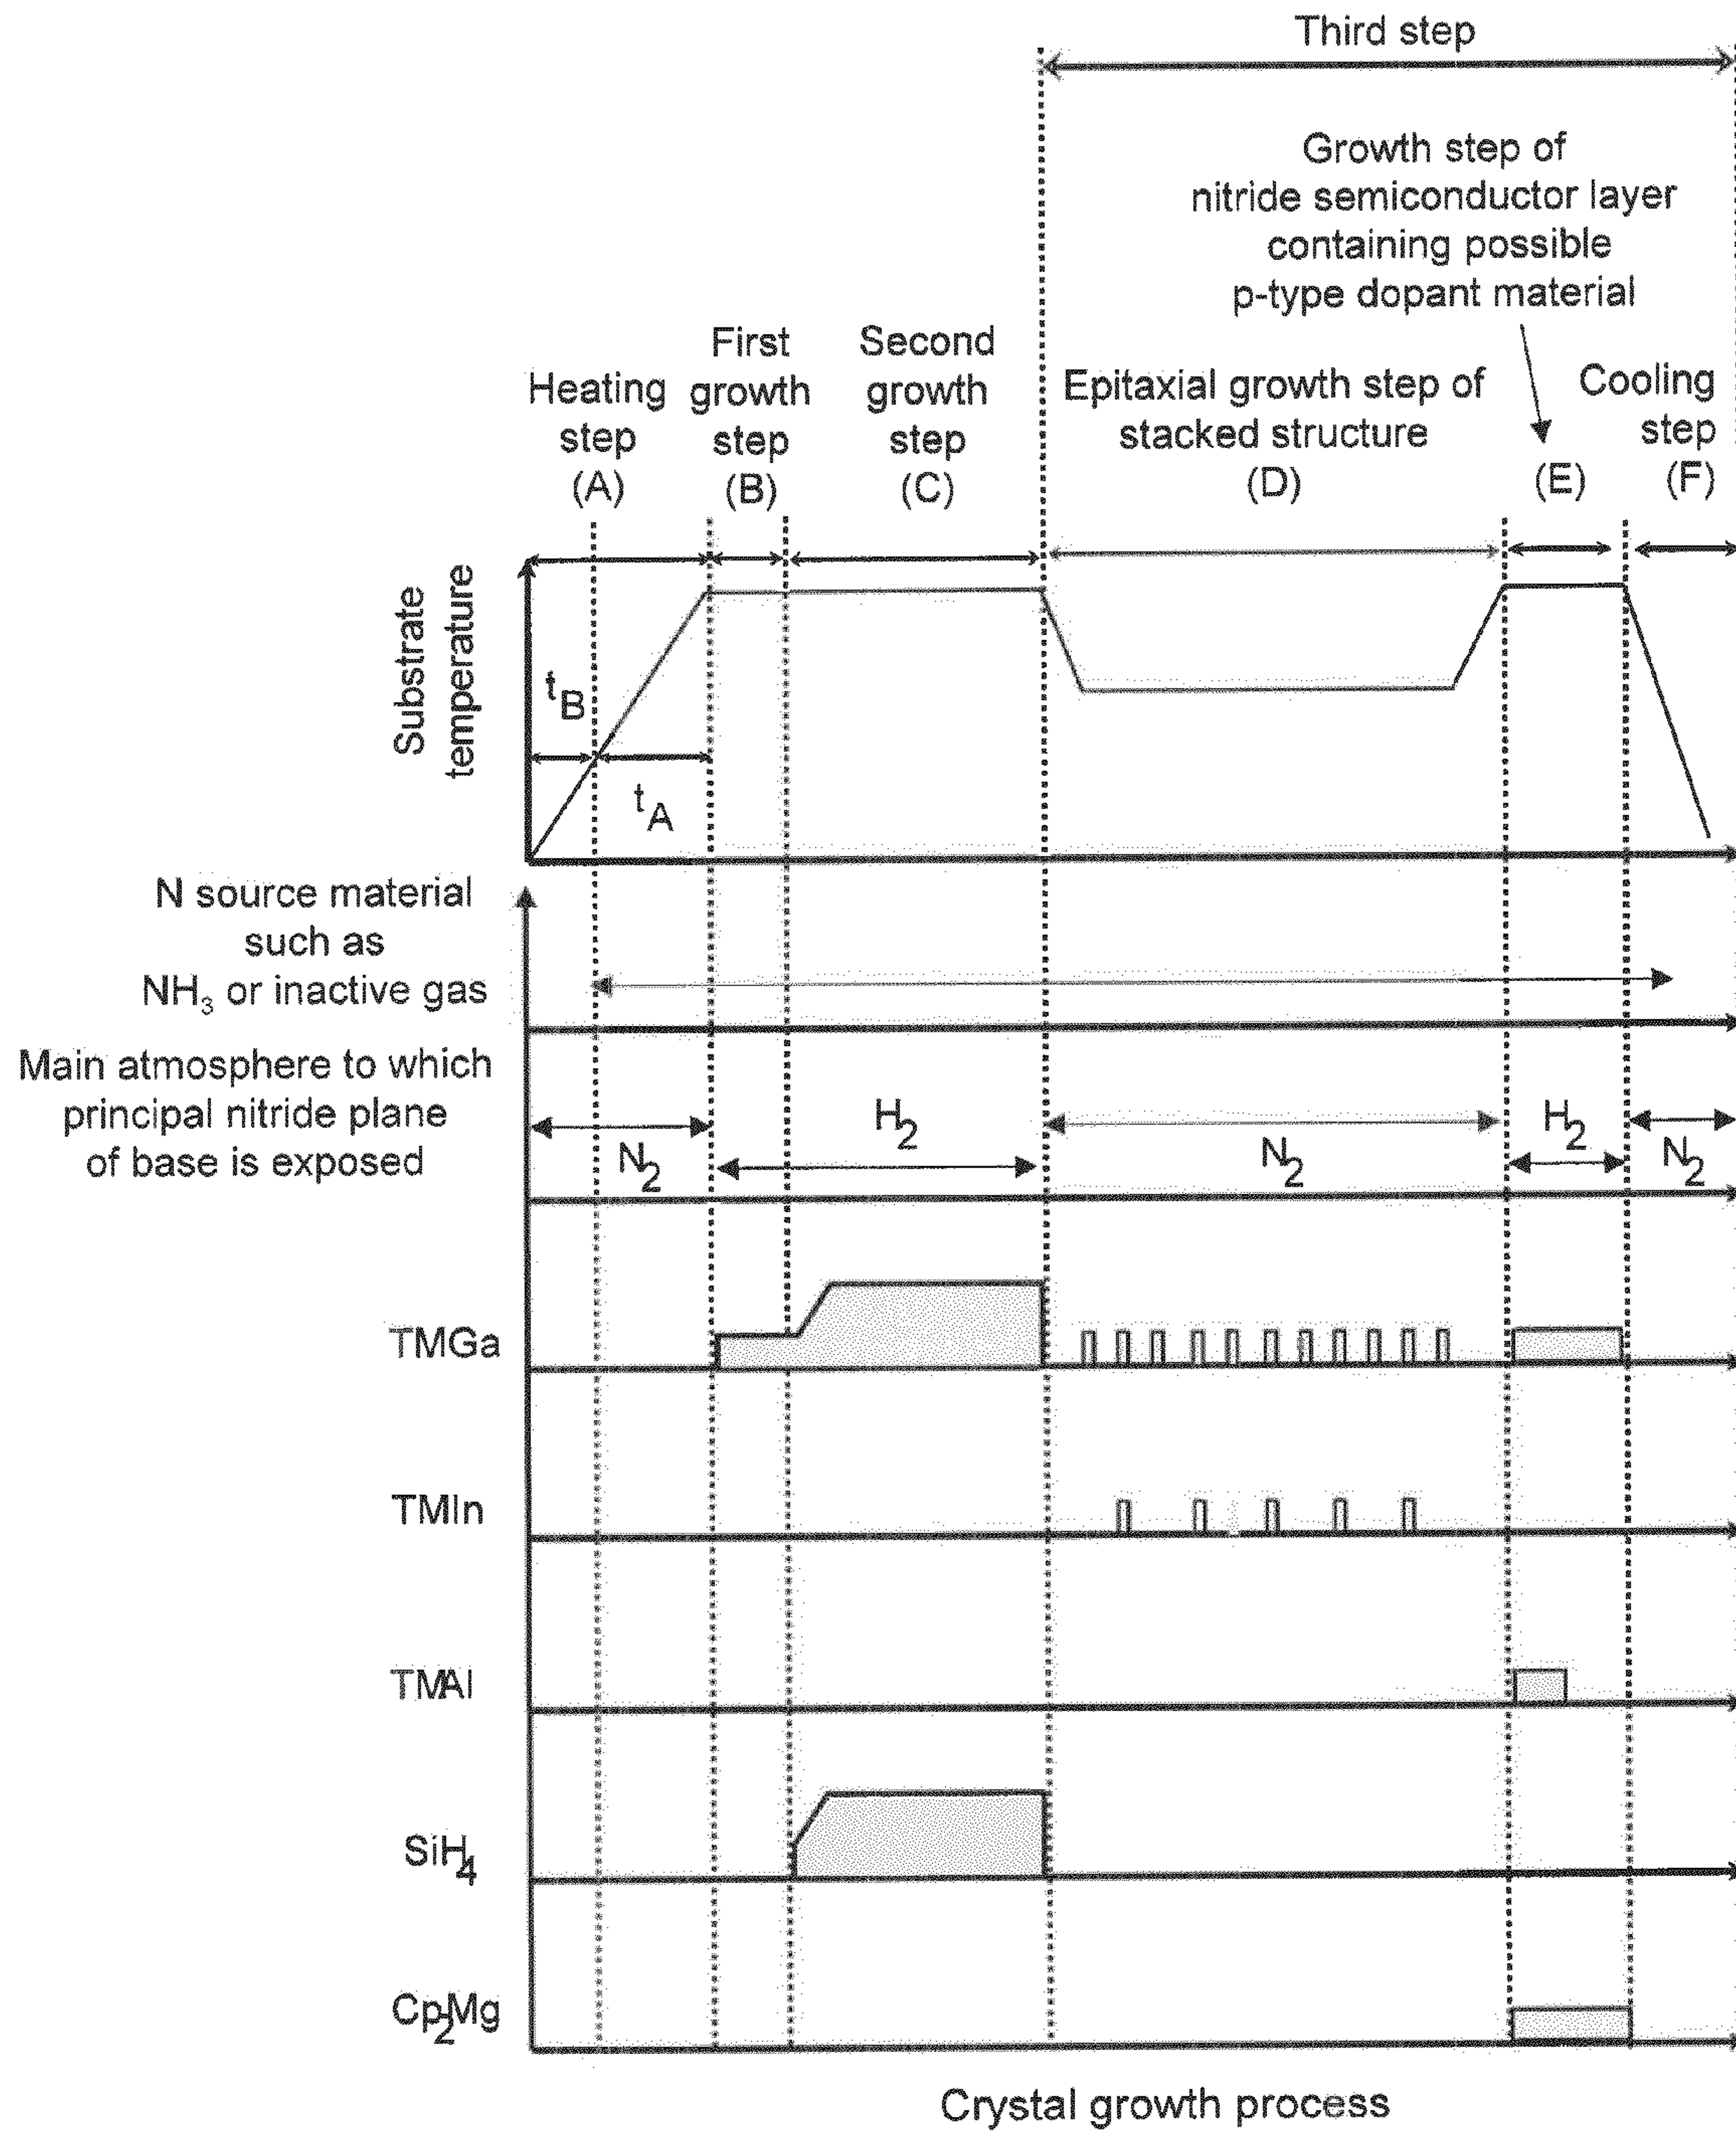 Third step
Growth step of
nitride semiconductor layer
containing possible
p-type dopant material
Heating
step
(A)
First
growth
step
(B)
Second
growth
step
(C)
Epitaxial growth step of
stacked structure
(D)
(E)
Cooling
step
(F)
Substrate
temperature
tB
tA
N source material
such as
NH3 or inactive gas
Main atmosphere to which
principal nitride plane
of base is exposed
N2
H2
N2
H2
N2
TMGa
TMIn
TMAl
SiH4
Cp2Mg
Crystal growth process